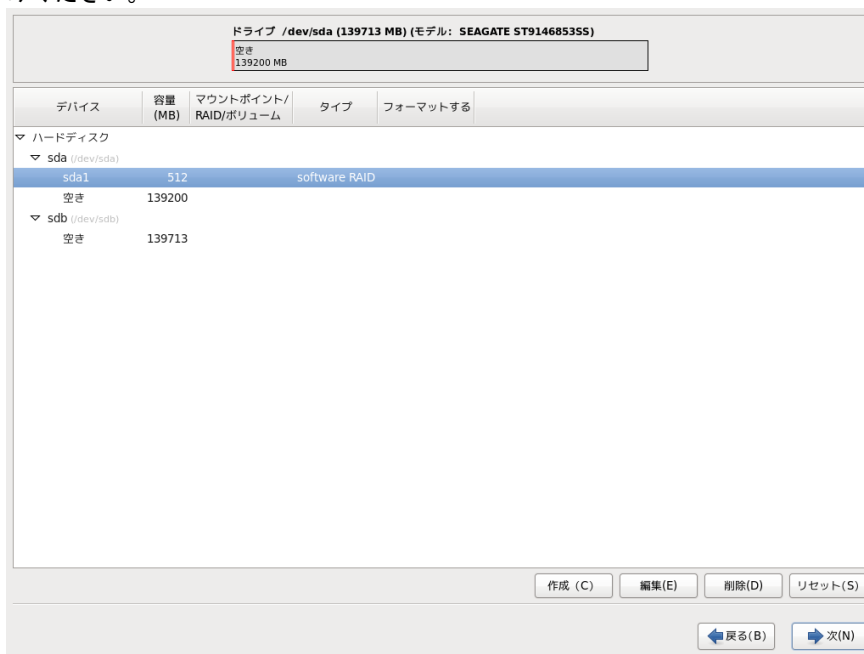 ドライブ /dev/sda (139713 MB) (モデル: SEAGATE ST9146853SS)
空き
139200 MB
デバイス 容量 (MB) マウントポイント/ RAID/ボリューム タイプ フォーマットする
ハードディスク
sda (/dev/sda)
sda1 512 software RAID
空き 139200
sdb (/dev/sdb)
空き 139713
作成 (C) 編集(E) 削除(D) リセット(S)
戻る(B) 次(N)